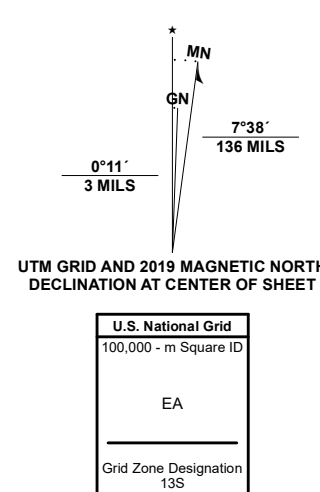 ★
MN
GN
7°38´
136 MILS
0°11´
3 MILS
UTM GRID AND 2019 MAGNETIC NORTH
DECLINATION AT CENTER OF SHEET
U.S. National Grid
100,000 - m Square ID
EA
Grid Zone Designation
13S